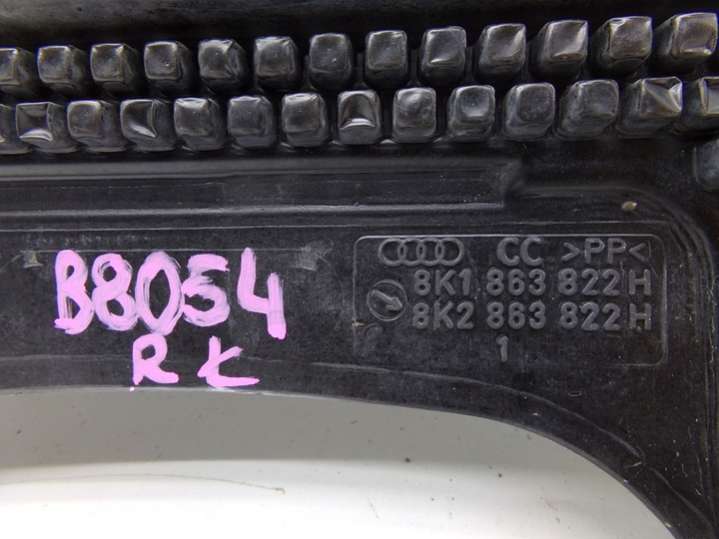 B8054
R K
CC >PP<
8K1 863 822 H
8K2 863 822 H
1